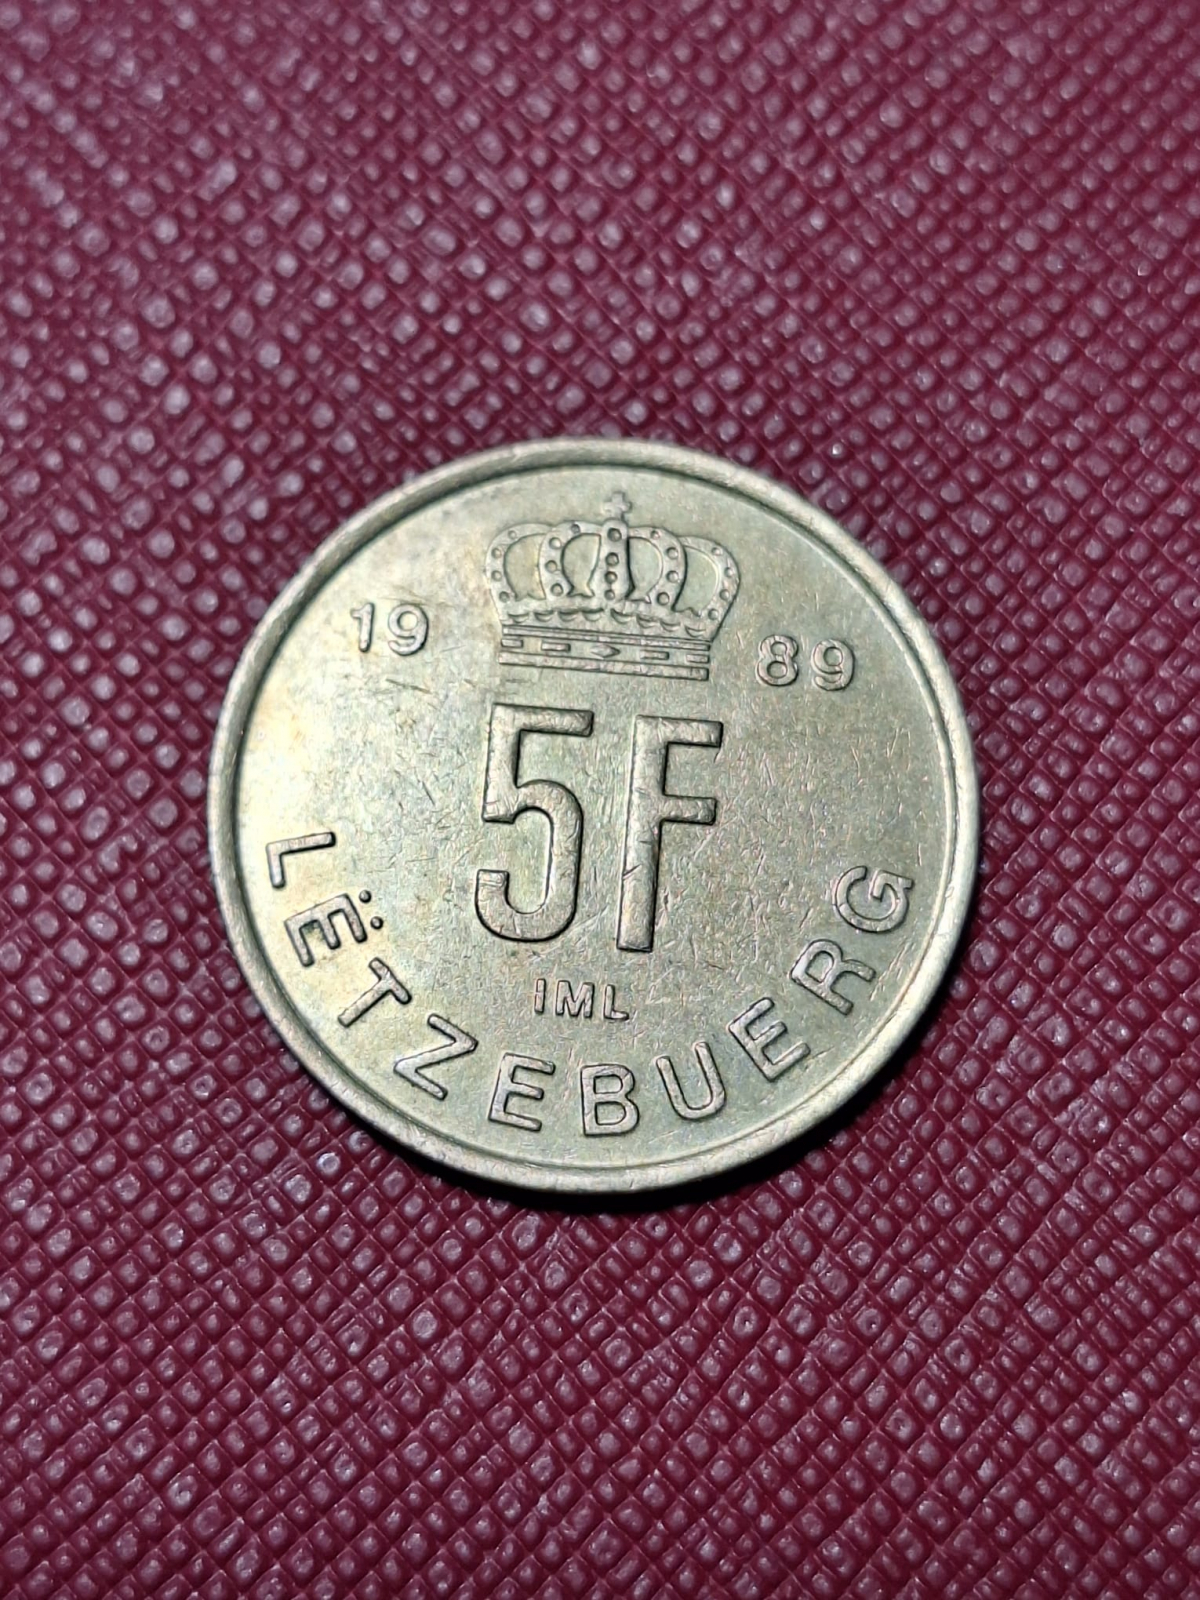 19 89
5F
IML
LËTZEBUERG